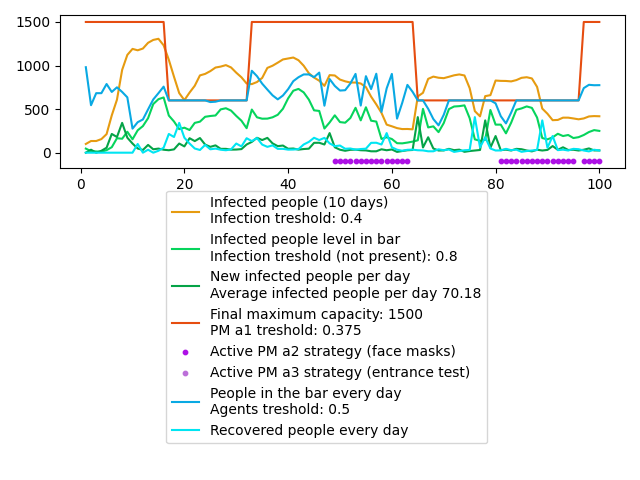 1500
1000
500
0
0
20
40
60
80
100
Infected people (10 days)
Infection treshold: 0.4
Infected people level in bar
Infection treshold (not present): 0.8
New infected people per day
Average infected people per day 70.18
Final maximum capacity: 1500
PM a1 treshold: 0.375
Active PM a2 strategy (face masks)
Active PM a3 strategy (entrance test)
People in the bar every day
Agents treshold: 0.5
Recovered people every day